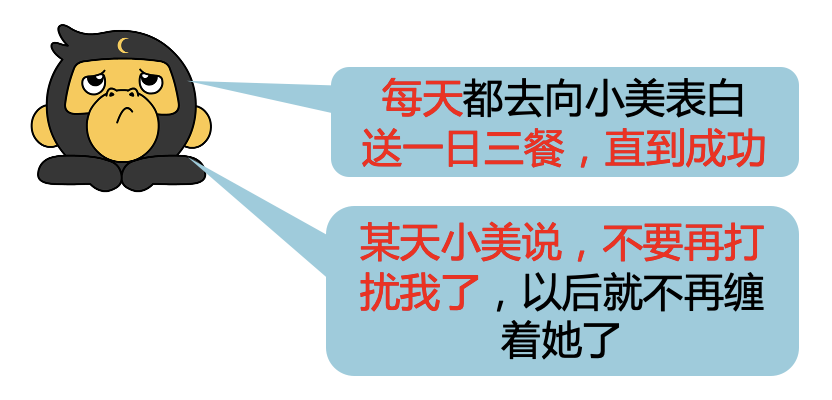 每天都去向小美表白
送一日三餐，直到成功
某天小美说，不要再打
扰我了，以后就不再缠
着她了